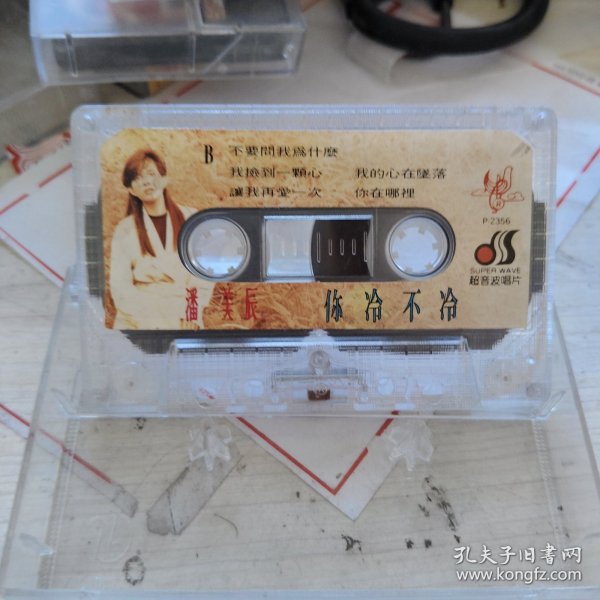 B 不要問我爲什麼
我撿到一顆心 我的心在墜落
讓我再愛一次 你在哪裡
P 2356
SUPER WAVE
超音波唱片
潘美辰 你冷不冷
孔夫子旧书网
www.kongfz.com